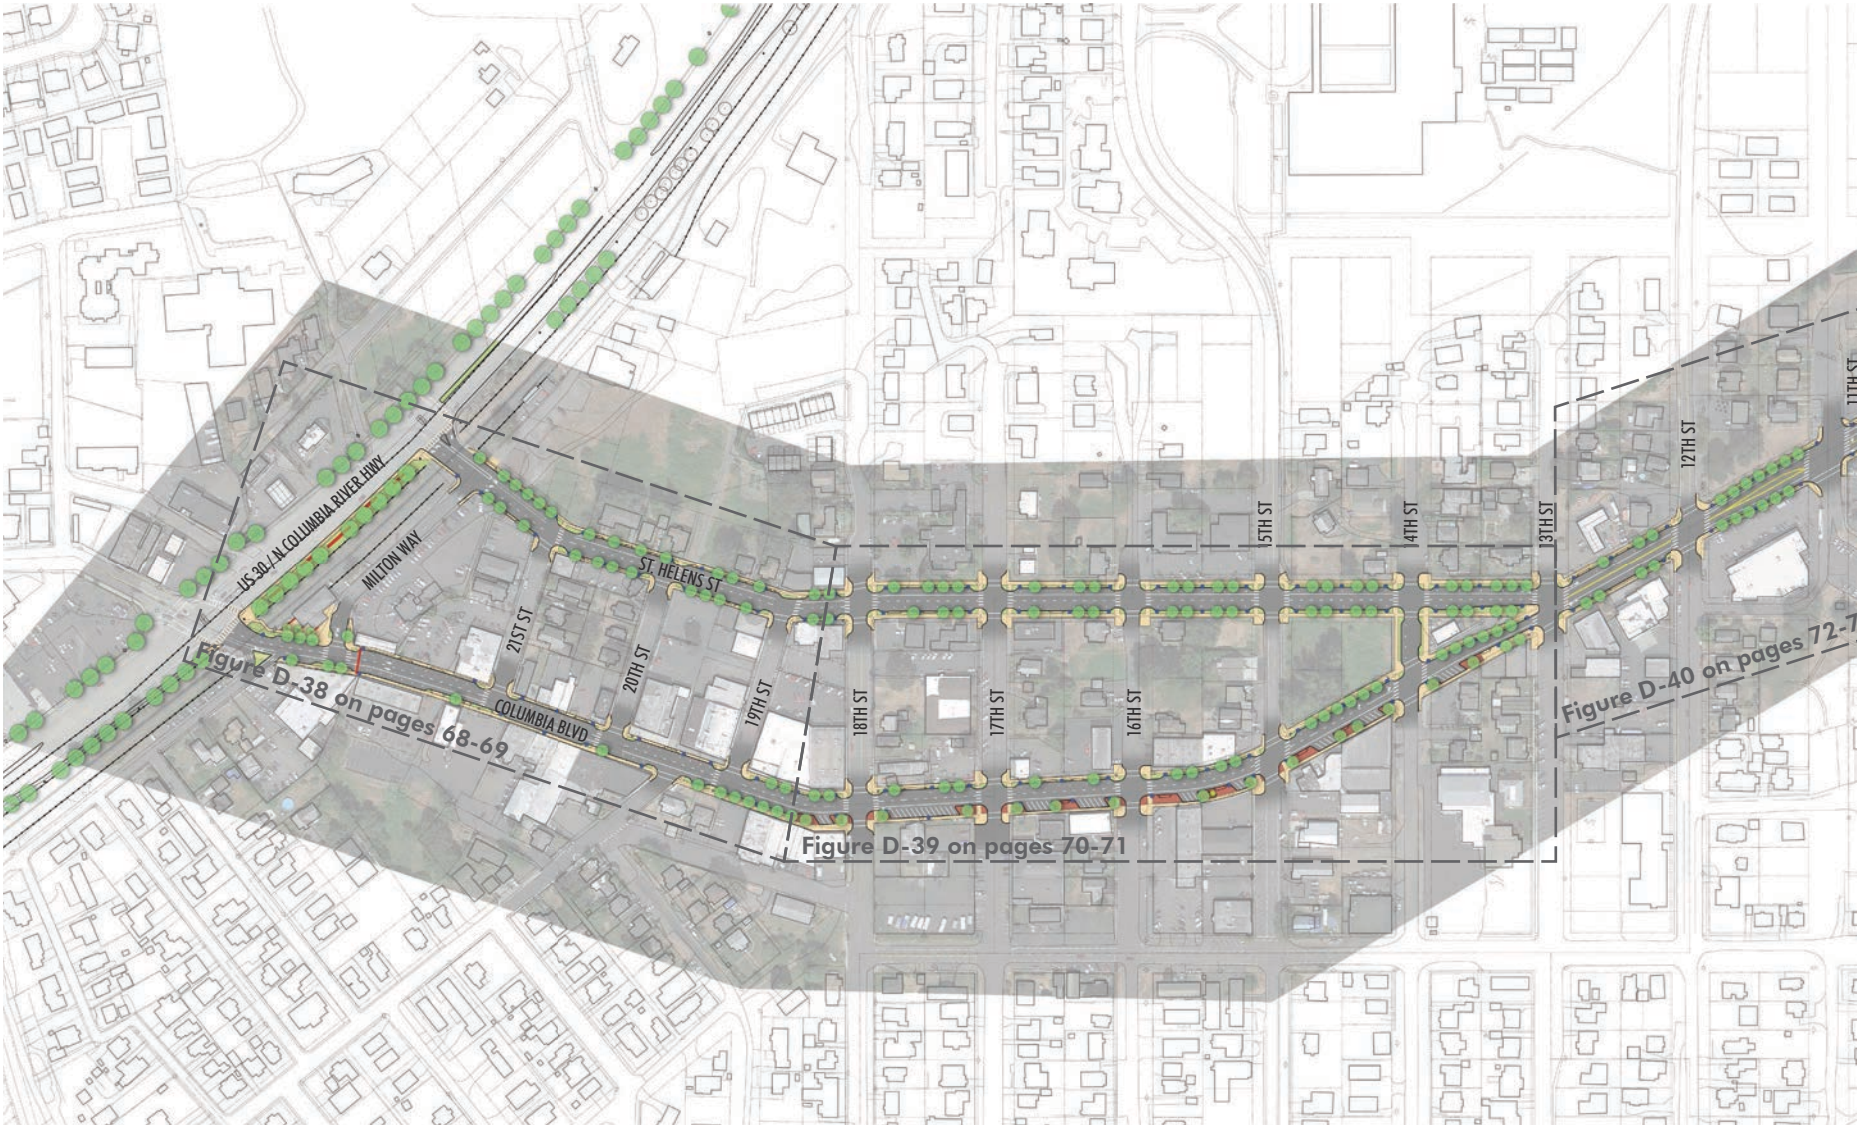 11TH ST
12TH ST
US 30 / N COLUMBIA RIVER HWY
MILTON WAY
15TH ST
14TH ST
13TH ST
ST. HELENS ST
21ST ST
20TH ST
19TH ST
18TH ST
17TH ST
16TH ST
COLUMBIA BLVD
Figure D-38 on pages 68-69
Figure D-40 on pages 72-7
Figure D-39 on pages 70-71